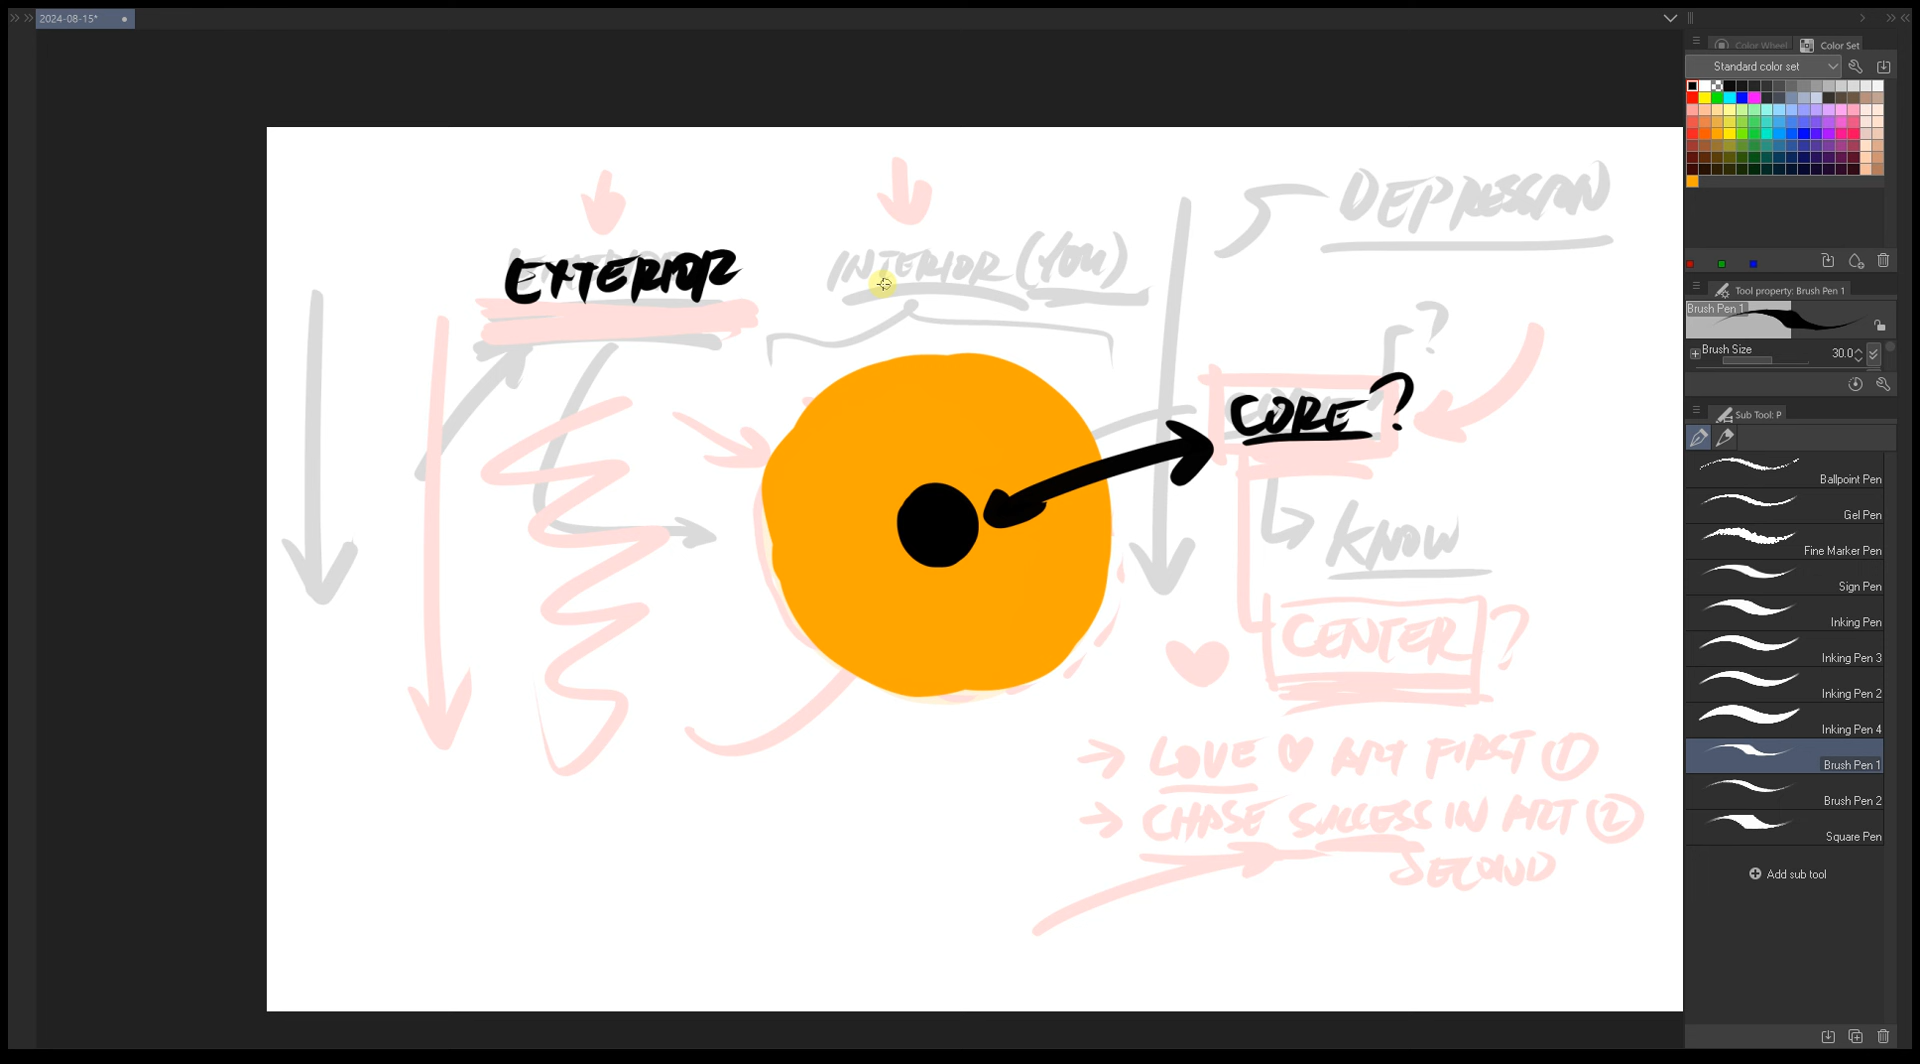 2024-08-15*
Color Wheel
Color Set
Standard color set
Tool property: Brush Pen 1
Brush Pen 1
Brush Size
30.0
Sub Tool: P
Ballpoint Pen
Gel Pen
Fine Marker Pen
Sign Pen
Inking Pen
Inking Pen 3
Inking Pen 2
Inking Pen 4
Brush Pen 1
Brush Pen 2
Square Pen
Add sub tool
DEPRESSION
EXTERIOR
INTERIOR (YOU)
?
CORE?
KNOW
CENTER?
→ LOVE ♡ ART FIRST ①
→ CHASE SUCCESS IN ART ②
SECOND